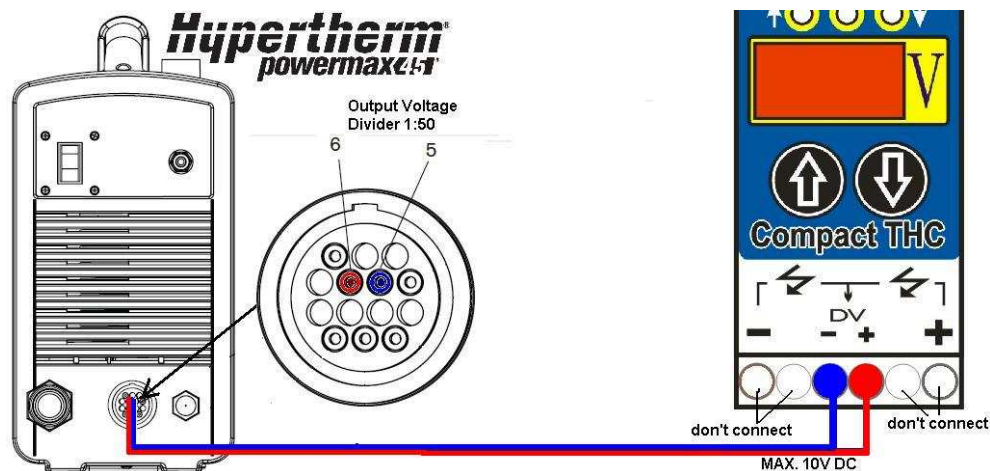 Hypertherm®
powermax45®
Output Voltage
Divider 1:50
6 5
V
Compact THC
DV
- - + +
don't connect
don't connect
MAX. 10V DC